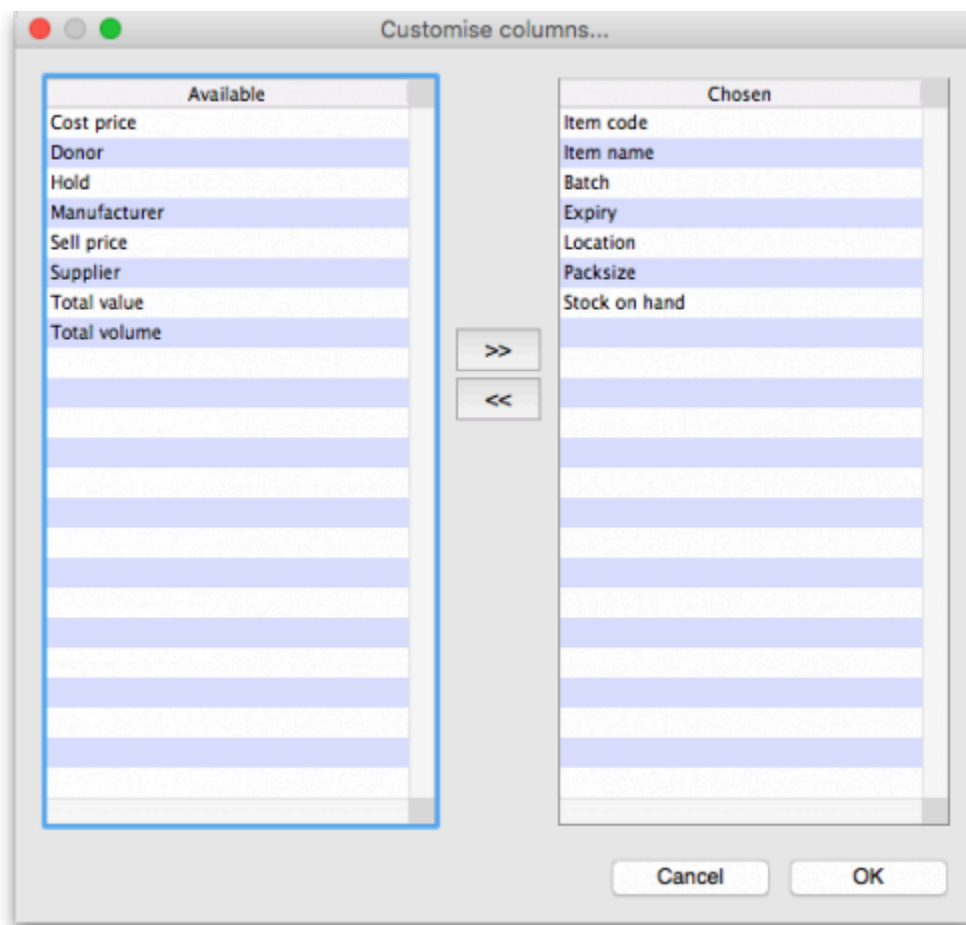 Customise columns...
Available
Cost price
Donor
Hold
Manufacturer
Sell price
Supplier
Total value
Total volume
>>
<<
Chosen
Item code
Item name
Batch
Expiry
Location
Packsize
Stock on hand
Cancel
OK